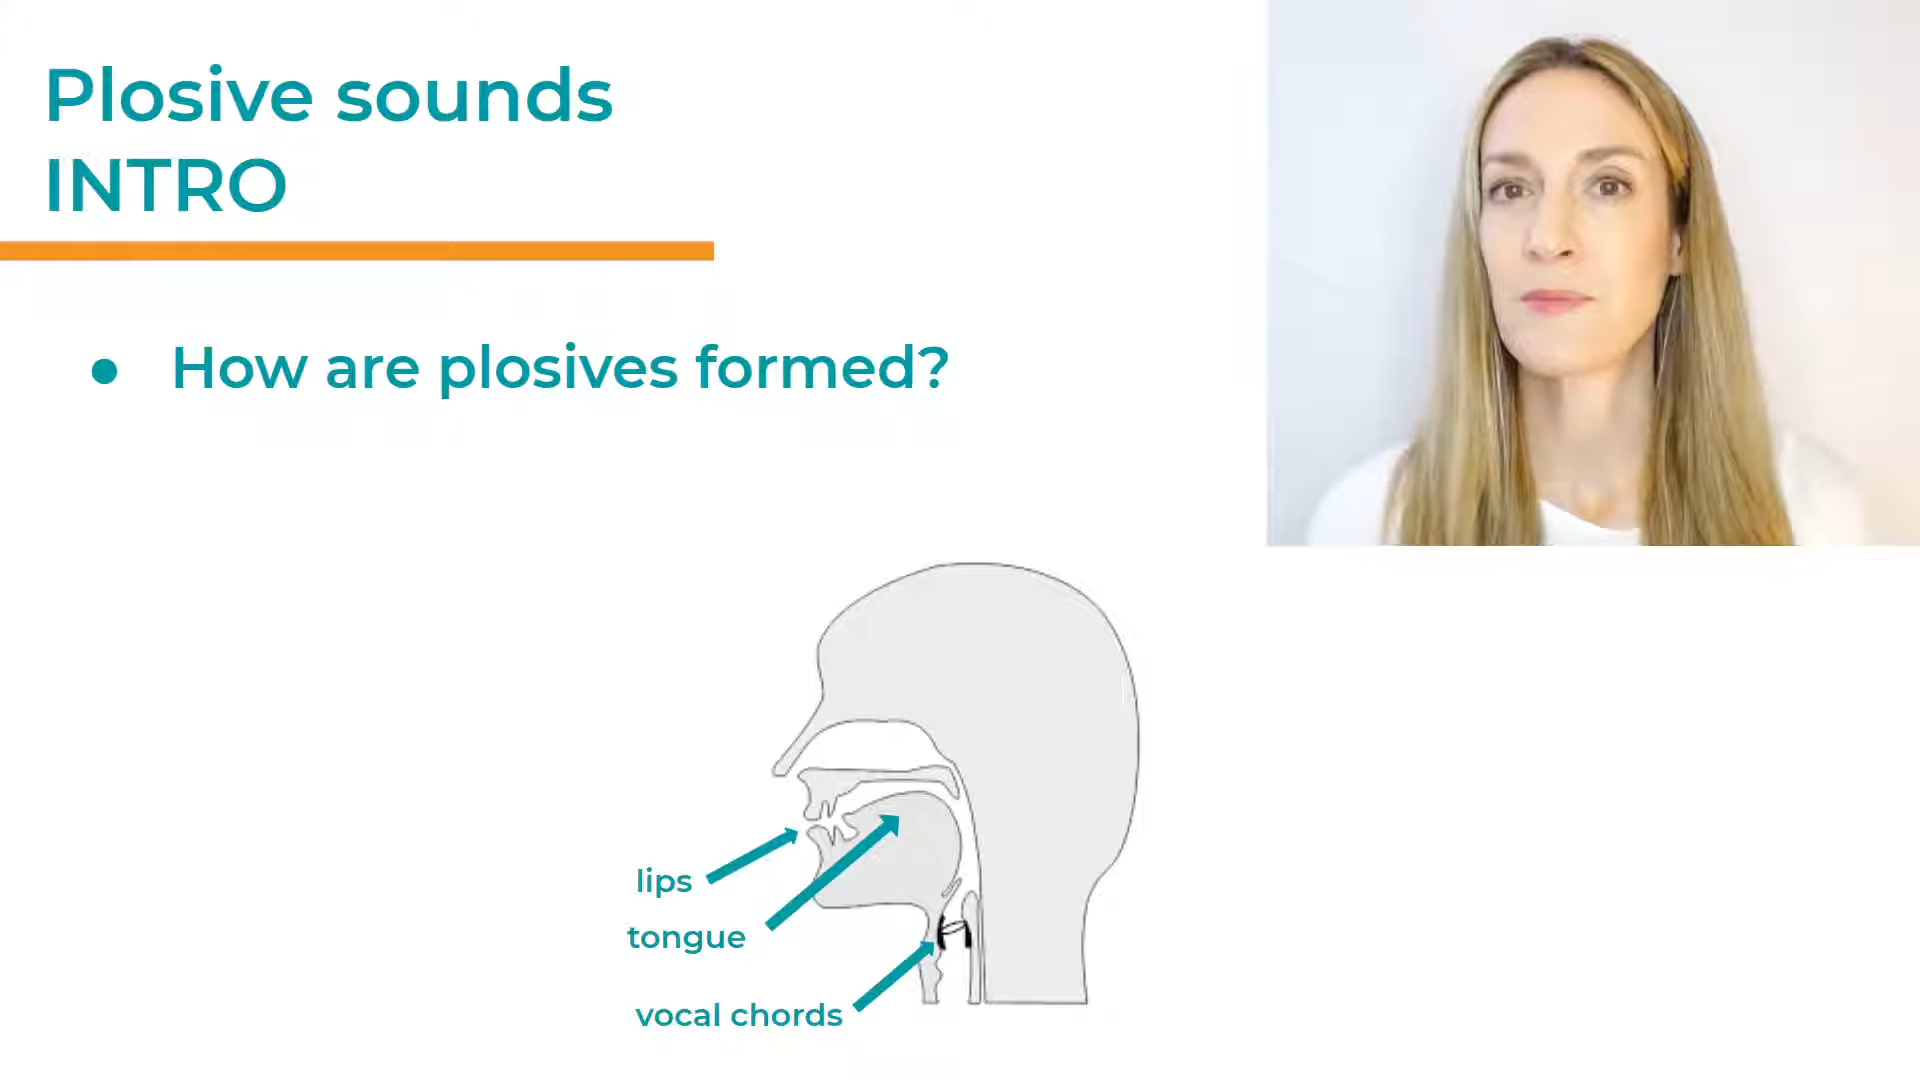 Plosive sounds
INTRO
● How are plosives formed?
lips
tongue
vocal chords